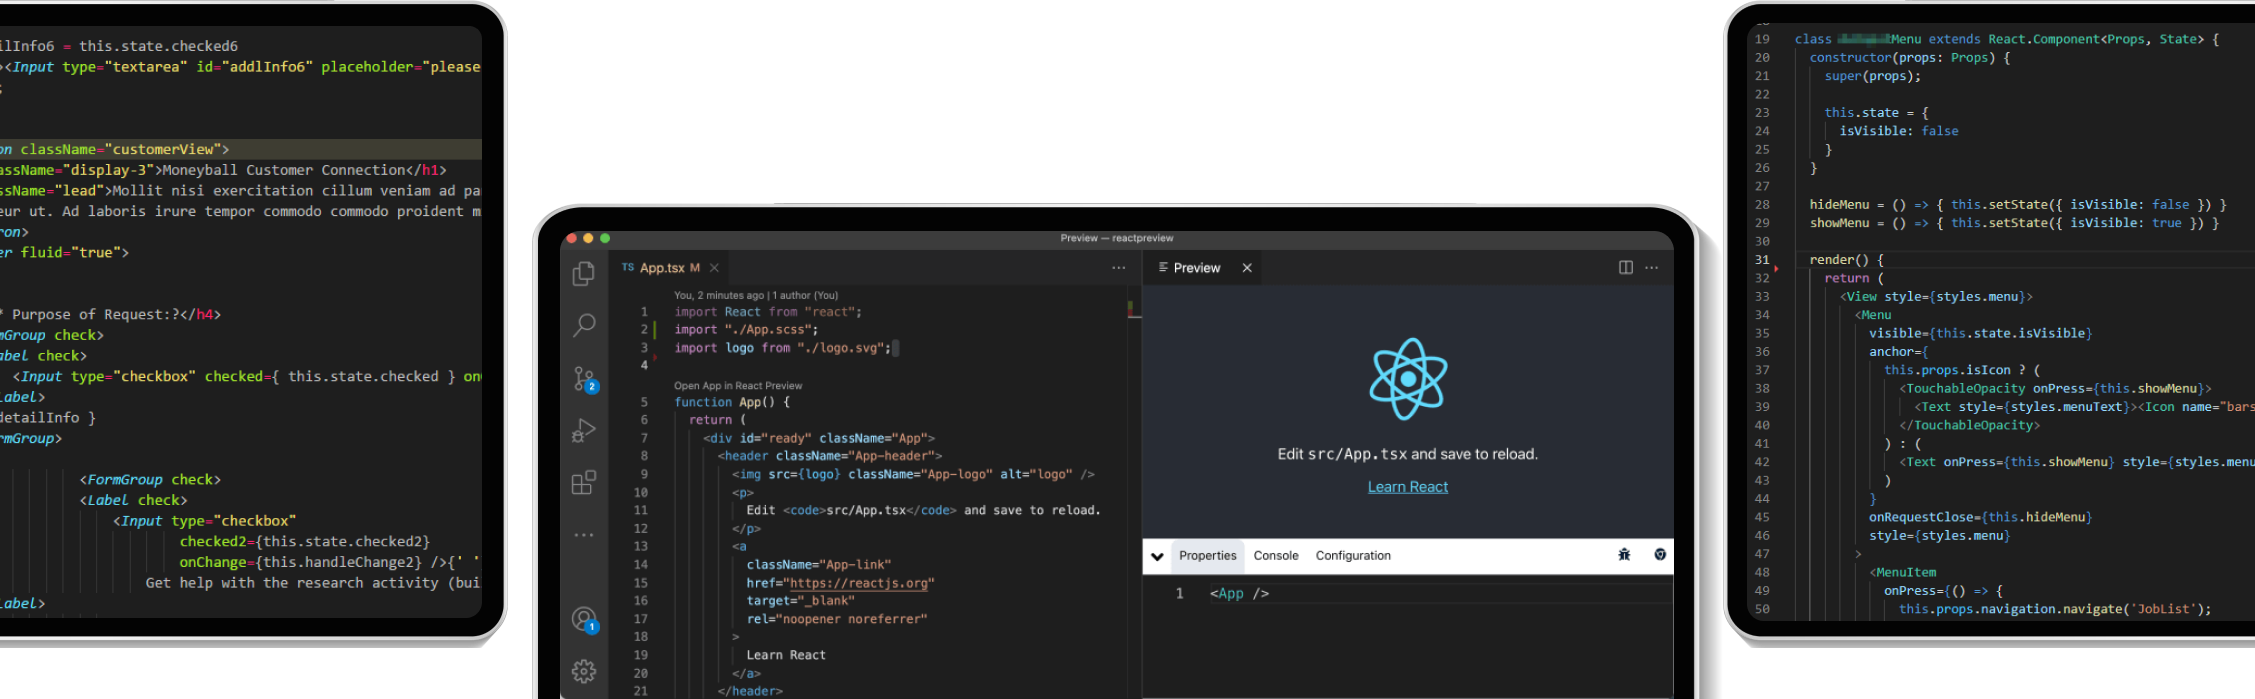 ilInfo6 = this.state.checked6
><Input type="textarea" id="addlInfo6" placeholder="please
;
on className="customerView">
assName="display-3">Moneyball Customer Connection</h1>
ssName="lead">Mollit nisi exercitation cillum veniam ad pa
eur ut. Ad laboris irure tempor commodo commodo proident m
ron>
er fluid="true">
* Purpose of Request:?</h4>
mGroup check>
abel check>
<Input type="checkbox" checked={ this.state.checked } on
Label>
detailInfo }
rmGroup>
<FormGroup check>
<Label check>
<Input type="checkbox"
checked2={this.state.checked2}
onChange={this.handleChange2} />{' '
Get help with the research activity (bui
Label>
Preview — reactpreview
TS App.tsx M ×
You, 2 minutes ago | 1 author (You)
1 import React from "react";
2 import "./App.scss";
3 import logo from "./logo.svg";
4
Open App in React Preview
5 function App() {
6 return (
7 <div id="ready" className="App">
8 <header className="App-header">
9 <img src={logo} className="App-logo" alt="logo" />
10 <p>
11 Edit <code>src/App.tsx</code> and save to reload.
12 </p>
13 <a
14 className="App-link"
15 href="https://reactjs.org"
16 target="_blank"
17 rel="noopener noreferrer"
18 >
19 Learn React
20 </a>
21 </header>
2
1
Preview ×
Edit src/App.tsx and save to reload.
Learn React
Properties Console Configuration
1 <App />
19 class Menu extends React.Component<Props, State> {
20 constructor(props: Props) {
21 super(props);
22
23 this.state = {
24 isVisible: false
25 }
26 }
27
28 hideMenu = () => { this.setState({ isVisible: false }) }
29 showMenu = () => { this.setState({ isVisible: true }) }
30
31 render() {
32 return (
33 <View style={styles.menu}>
34 <Menu
35 visible={this.state.isVisible}
36 anchor={
37 this.props.isIcon ? (
38 <TouchableOpacity onPress={this.showMenu}>
39 <Text style={styles.menuText}><Icon name="bars
40 </TouchableOpacity>
41 ) : (
42 <Text onPress={this.showMenu} style={styles.menu
43 )
44 }
45 onRequestClose={this.hideMenu}
46 style={styles.menu}
47 >
48 <MenuItem
49 onPress={() => {
50 this.props.navigation.navigate('JobList');